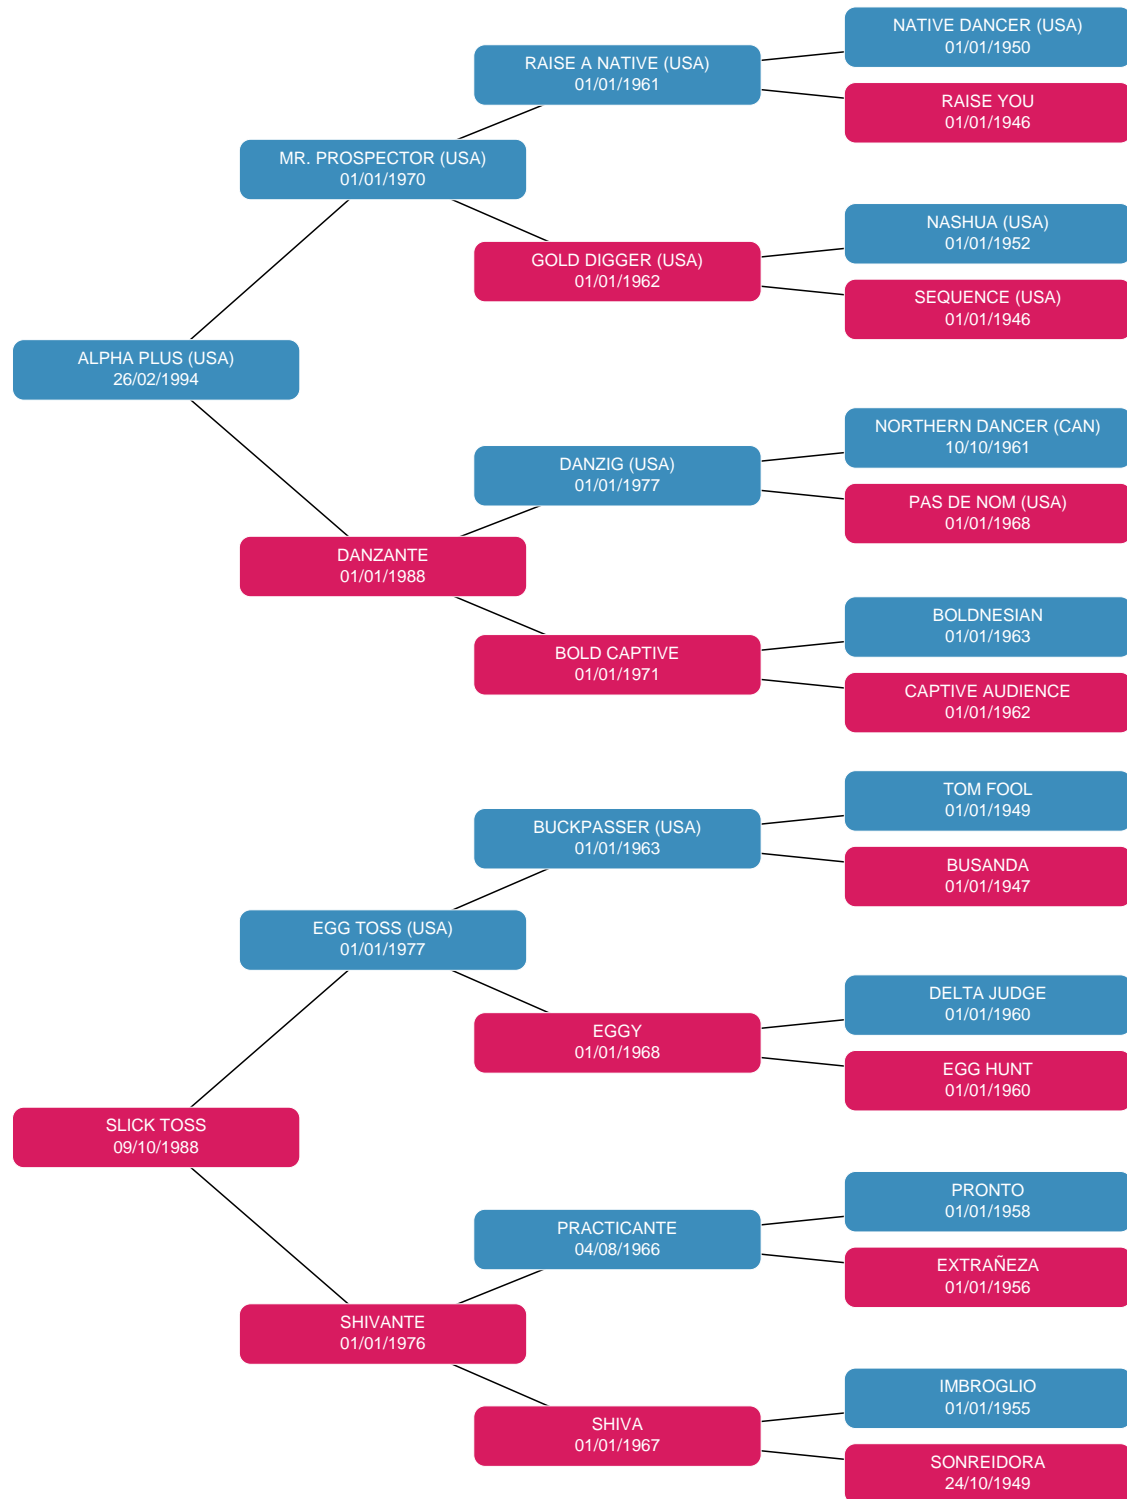 NATIVE DANCER (USA)
01/01/1950
RAISE A NATIVE (USA)
01/01/1961
RAISE YOU
01/01/1946
MR. PROSPECTOR (USA)
01/01/1970
NASHUA (USA)
01/01/1952
GOLD DIGGER (USA)
01/01/1962
SEQUENCE (USA)
01/01/1946
ALPHA PLUS (USA)
26/02/1994
NORTHERN DANCER (CAN)
10/10/1961
DANZIG (USA)
01/01/1977
PAS DE NOM (USA)
01/01/1968
DANZANTE
01/01/1988
BOLDNESIAN
01/01/1963
BOLD CAPTIVE
01/01/1971
CAPTIVE AUDIENCE
01/01/1962
TOM FOOL
01/01/1949
BUCKPASSER (USA)
01/01/1963
BUSANDA
01/01/1947
EGG TOSS (USA)
01/01/1977
DELTA JUDGE
01/01/1960
EGGY
01/01/1968
EGG HUNT
01/01/1960
SLICK TOSS
09/10/1988
PRONTO
01/01/1958
PRACTICANTE
04/08/1966
EXTRAÑEZA
01/01/1956
SHIVANTE
01/01/1976
IMBROGLIO
01/01/1955
SHIVA
01/01/1967
SONREIDORA
24/10/1949